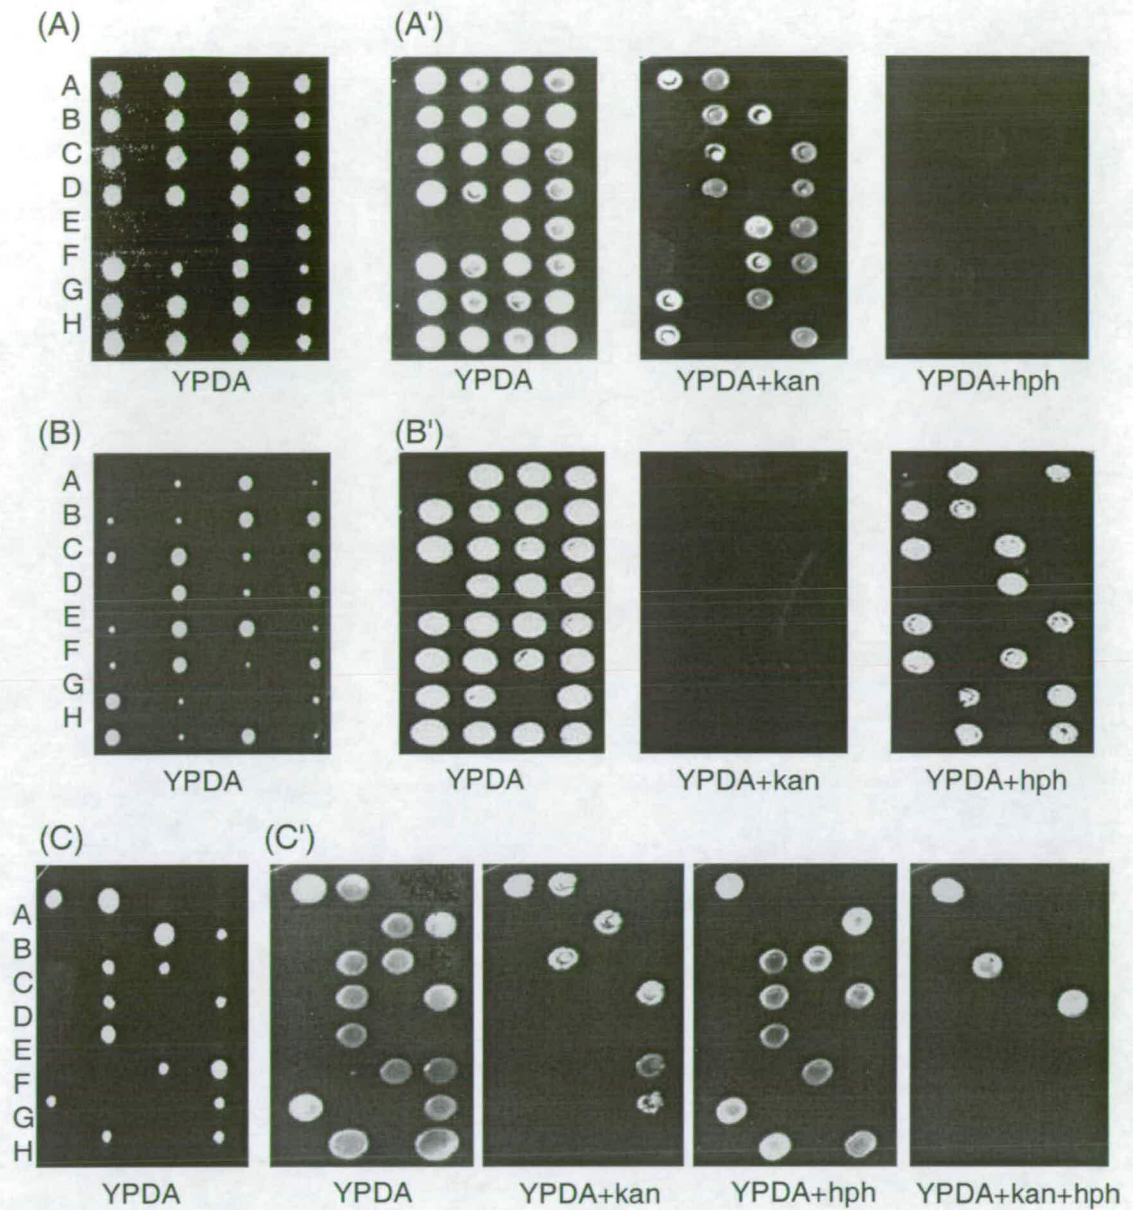 (A) (A')
A
B
C
D
E
F
G
H
YPDA YPDA YPDA+kan YPDA+hph
(B) (B')
A
B
C
D
E
F
G
H
YPDA YPDA YPDA+kan YPDA+hph
(C) (C')
A
B
C
D
E
F
G
H
YPDA YPDA YPDA+kan YPDA+hph YPDA+kan+hph